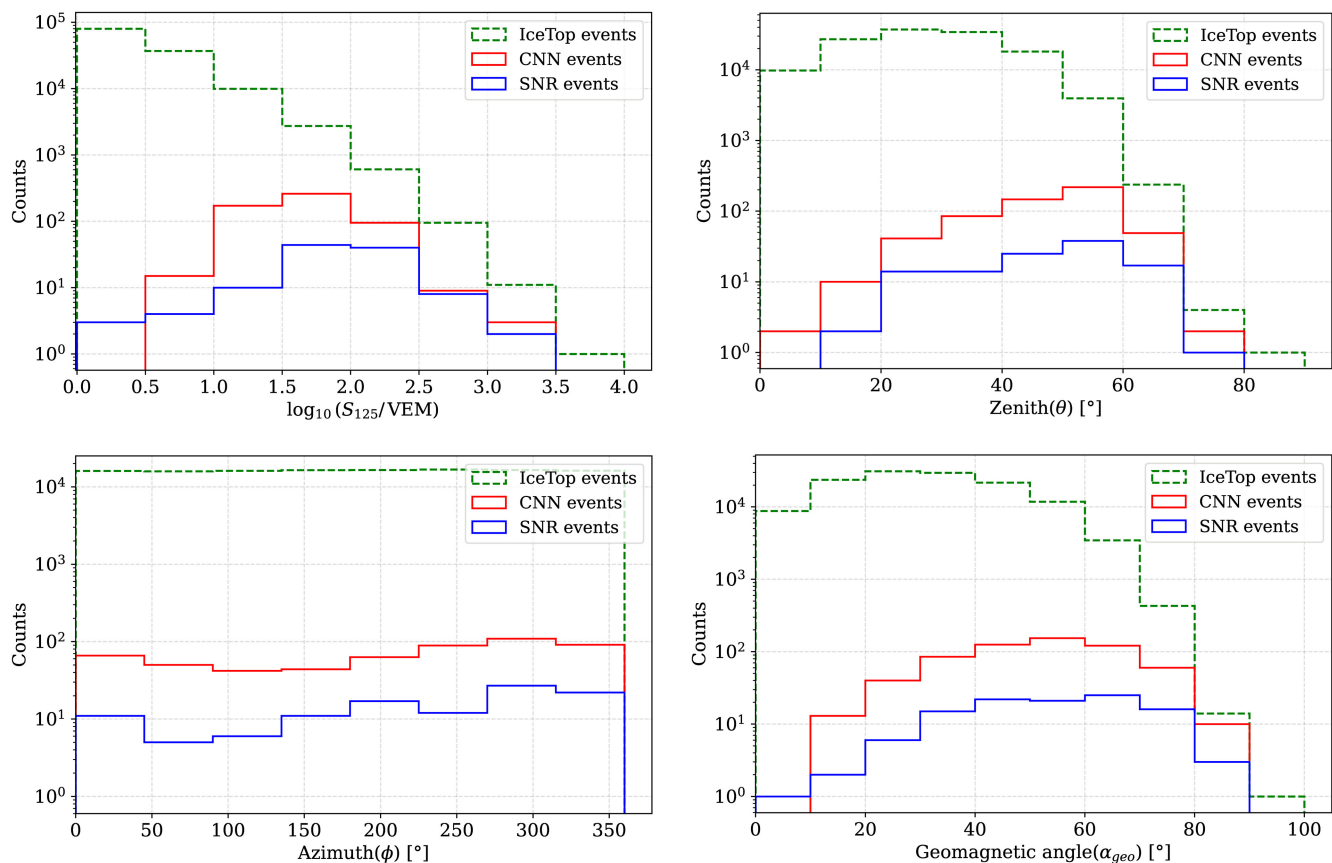 IceTop events
CNN events
SNR events
Counts
10^5
10^4
10^3
10^2
10^1
10^0
0.0 0.5 1.0 1.5 2.0 2.5 3.0 3.5 4.0
log₁₀(S₁₂₅/VEM)
IceTop events
CNN events
SNR events
Counts
10^4
10^3
10^2
10^1
10^0
0 20 40 60 80
Zenith(θ) [°]
IceTop events
CNN events
SNR events
Counts
10^4
10^3
10^2
10^1
10^0
0 50 100 150 200 250 300 350
Azimuth(ϕ) [°]
IceTop events
CNN events
SNR events
Counts
10^4
10^3
10^2
10^1
10^0
0 20 40 60 80 100
Geomagnetic angle(α_geo) [°]